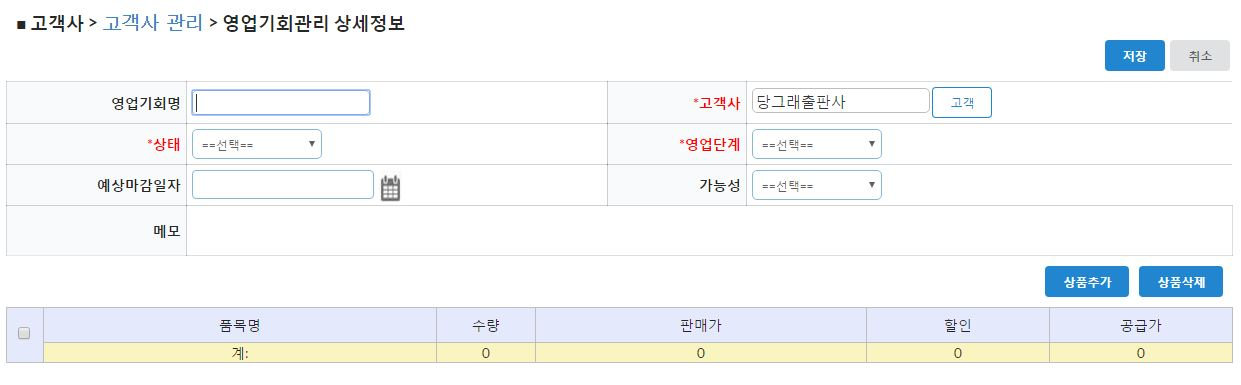 ■ 고객사 > 고객사 관리 > 영업기회관리 상세정보
저장 취소
영업기회명 *고객사 당그래출판사 고객
*상태 ==선택== *영업단계 ==선택==
예상마감일자 가능성 ==선택==
메모
상품추가 상품삭제
품목명 수량 판매가 할인 공급가
계: 0 0 0 0